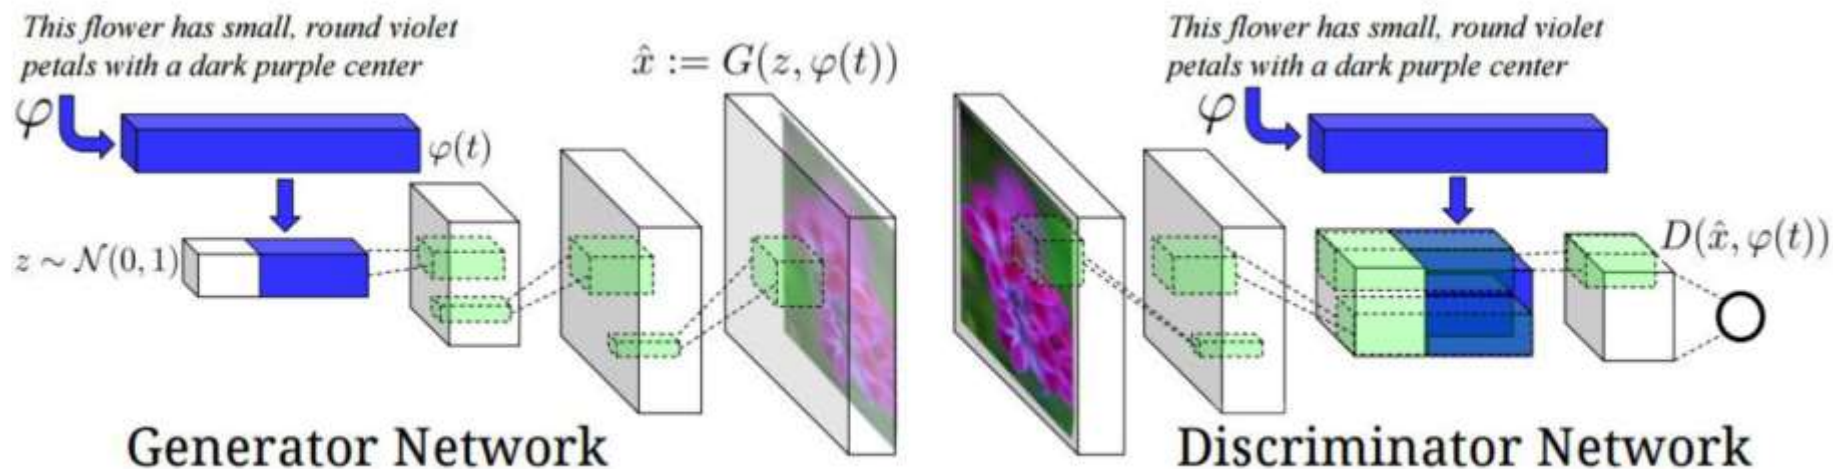 This flower has small, round violet
petals with a dark purple center
φ
φ(t)
z ∼ 𝒩(0, 1)
x̂ := G(z, φ(t))
Generator Network
This flower has small, round violet
petals with a dark purple center
φ
D(x̂, φ(t))
Discriminator Network